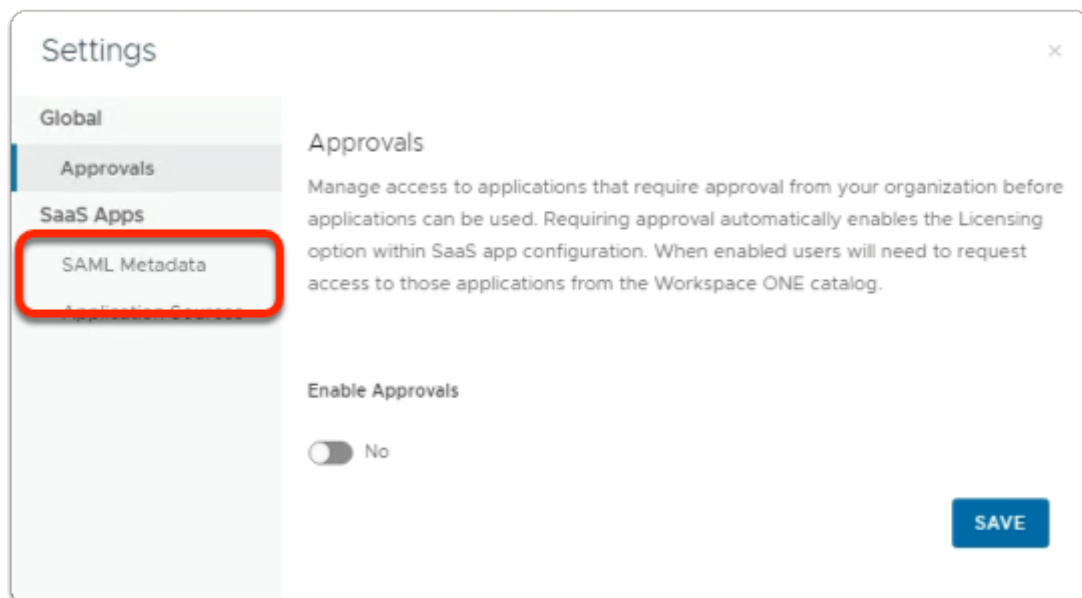 Settings
Global
Approvals
SaaS Apps
SAML Metadata
Application Sources
Approvals
Manage access to applications that require approval from your organization before
applications can be used. Requiring approval automatically enables the Licensing
option within SaaS app configuration. When enabled users will need to request
access to those applications from the Workspace ONE catalog.
Enable Approvals
No
SAVE